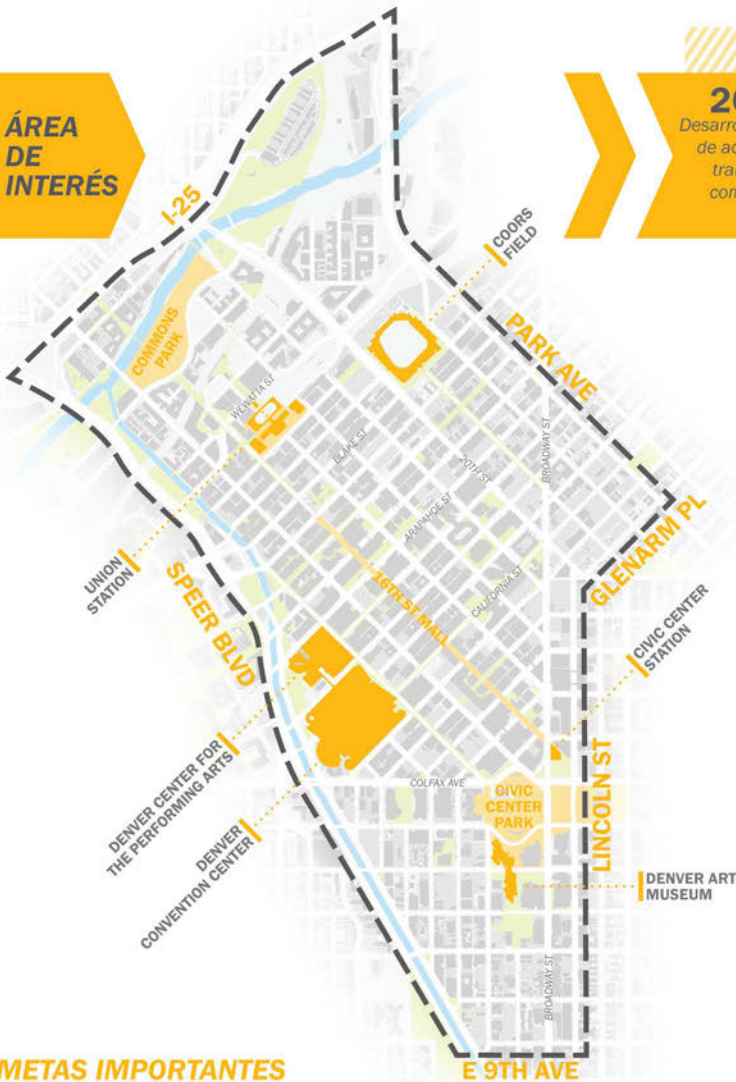 ÁREA
DE
INTERÉS
I-25
COMMONS
PARK
COORS
FIELD
PARK AVE
WEWATTA ST
BLAKE ST
20TH ST
BROADWAY ST
ARAPAHOE ST
CALIFORNIA ST
16TH ST MALL
GLENARM PL
UNION
STATION
SPEER BLVD
CIVIC CENTER
STATION
DENVER CENTER FOR
THE PERFORMING ARTS
DENVER
CONVENTION CENTER
COLFAX AVE
CIVIC
CENTER
PARK
LINCOLN ST
DENVER ART
MUSEUM
BROADWAY ST
E 9TH AVE
METAS IMPORTANTES
de